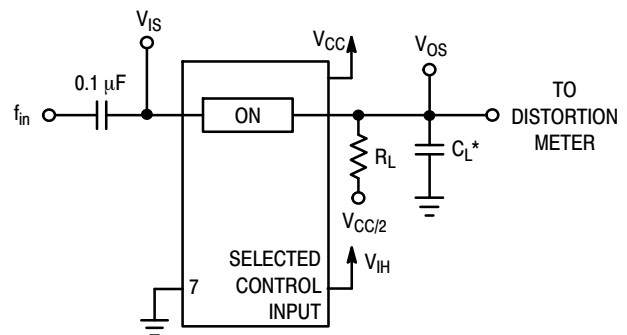 V_IS
0.1 μF
f_in
ON
V_CC
V_OS
TO
DISTORTION
METER
R_L
C_L*
V_CC/2
SELECTED
CONTROL
INPUT
V_IH
7